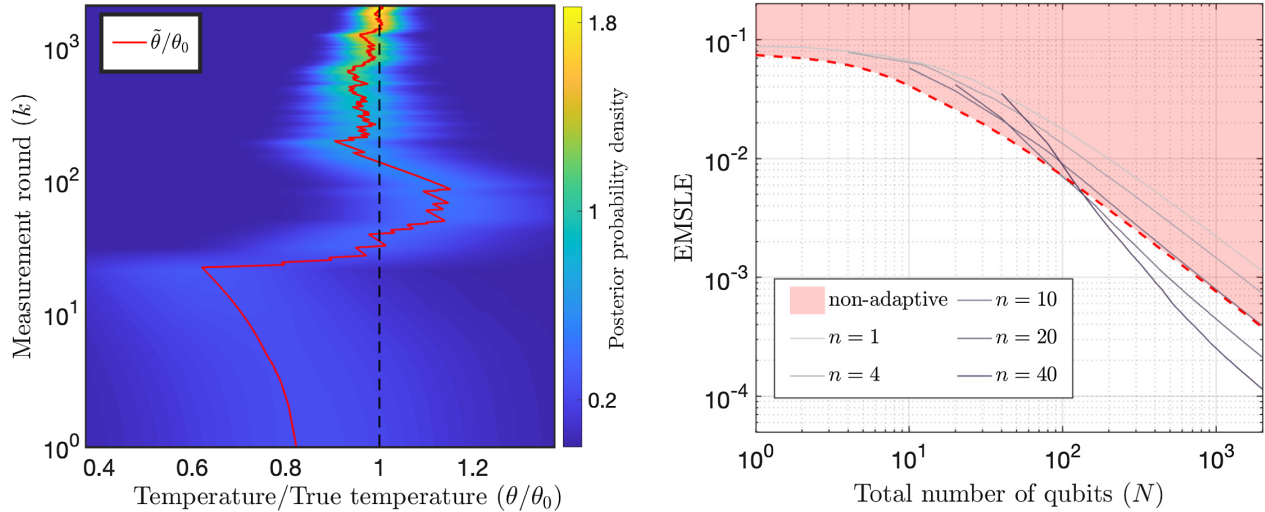 θ̃/θ₀
Measurement round (k)
10³
10²
10¹
10⁰
0.4
0.6
0.8
1
1.2
Temperature/True temperature (θ/θ₀)
1.8
1
0.2
Posterior probability density
EMSLE
10⁻¹
10⁻²
10⁻³
10⁻⁴
non-adaptive
n = 1
n = 4
n = 10
n = 20
n = 40
10⁰
10¹
10²
10³
Total number of qubits (N)